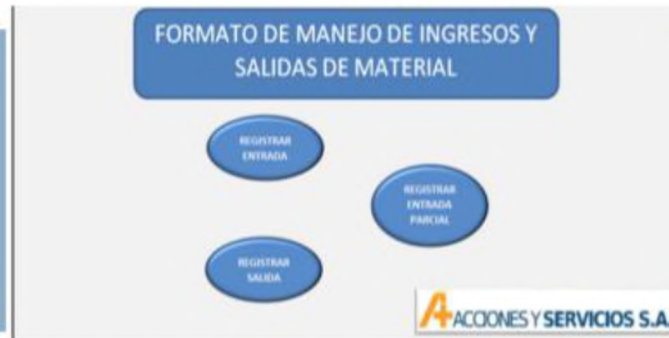 FORMATO DE MANEJO DE INGRESOS Y
SALIDAS DE MATERIAL
REGISTRAR
ENTRADA
REGISTRAR
ENTRADA
PARCIAL
REGISTRAR
SALIDA
A+ ACCIONES Y SERVICIOS S.A.